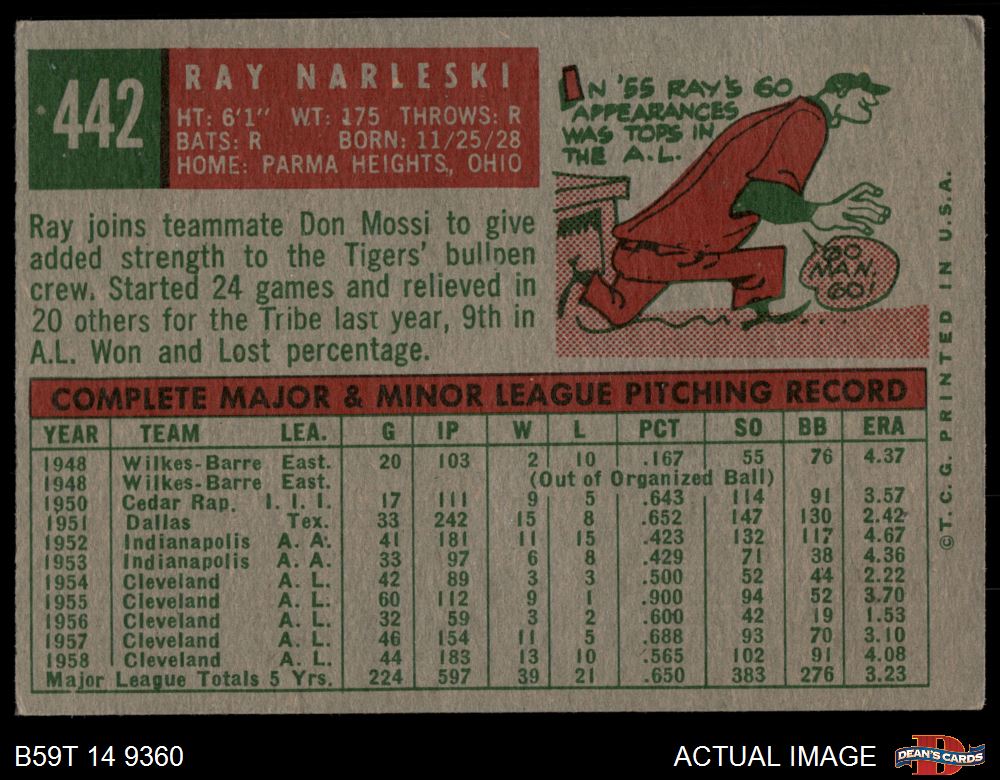 442
RAY NARLESKI
HT: 6'1" WT: 175 THROWS: R
BATS: R BORN: 11/25/28
HOME: PARMA HEIGHTS, OHIO
IN '55 RAY'S 60
APPEARANCES
WAS TOPS IN
THE A.L.
GO
MAN,
GO!
Ray joins teammate Don Mossi to give
added strength to the Tigers' bullpen
crew. Started 24 games and relieved in
20 others for the Tribe last year, 9th in
A.L. Won and Lost percentage.
COMPLETE MAJOR & MINOR LEAGUE PITCHING RECORD
YEAR TEAM LEA. G IP W L PCT SO BB ERA
1948 Wilkes-Barre East. 20 103 2 10 .167 55 76 4.37
1948 Wilkes-Barre East. (Out of Organized Ball)
1950 Cedar Rap. I. I. I. 17 111 9 5 .643 114 91 3.57
1951 Dallas Tex. 33 242 15 8 .652 147 130 2.42
1952 Indianapolis A. A. 41 181 11 15 .423 132 117 4.67
1953 Indianapolis A. A. 33 97 6 8 .429 71 38 4.36
1954 Cleveland A. L. 42 89 3 3 .500 52 44 2.22
1955 Cleveland A. L. 60 112 9 1 .900 94 52 3.70
1956 Cleveland A. L. 32 59 3 2 .600 42 19 1.53
1957 Cleveland A. L. 46 154 11 5 .688 93 70 3.10
1958 Cleveland A. L. 44 183 13 10 .565 102 91 4.08
Major League Totals 5 Yrs. 224 597 39 21 .650 383 276 3.23
© T. C. G. PRINTED IN U.S.A.
B59T 14 9360
ACTUAL IMAGE
D
DEAN'S CARDS